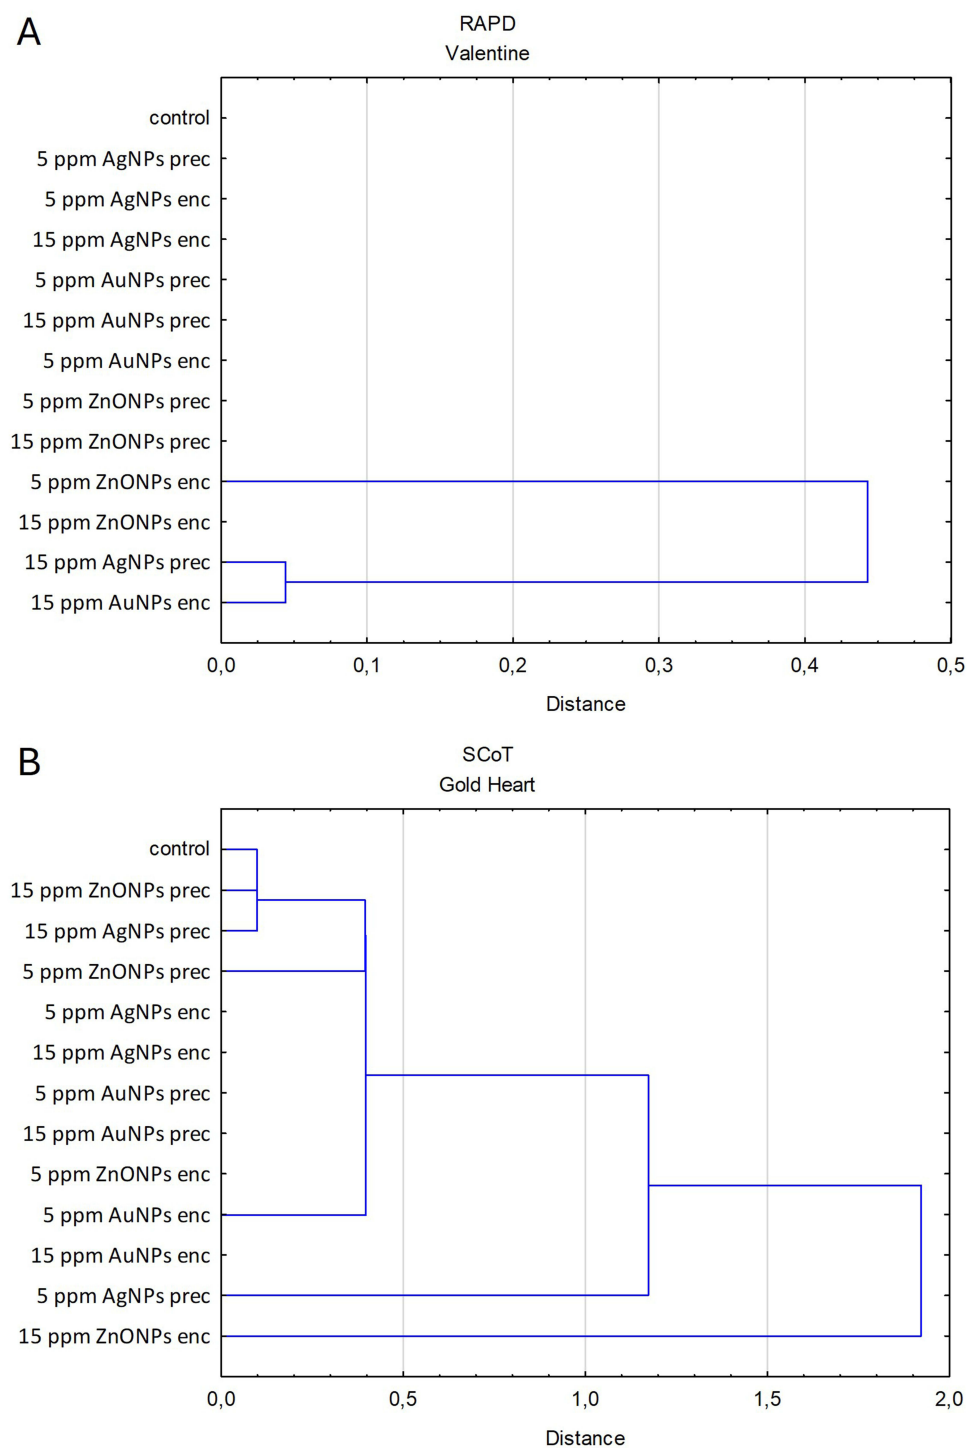 A
RAPD
Valentine
control
5 ppm AgNPs prec
5 ppm AgNPs enc
15 ppm AgNPs enc
5 ppm AuNPs prec
15 ppm AuNPs prec
5 ppm AuNPs enc
5 ppm ZnONPs prec
15 ppm ZnONPs prec
5 ppm ZnONPs enc
15 ppm ZnONPs enc
15 ppm AgNPs prec
15 ppm AuNPs enc
0,0 0,1 0,2 0,3 0,4 0,5
Distance
B
SCoT
Gold Heart
control
15 ppm ZnONPs prec
15 ppm AgNPs prec
5 ppm ZnONPs prec
5 ppm AgNPs enc
15 ppm AgNPs enc
5 ppm AuNPs prec
15 ppm AuNPs prec
5 ppm ZnONPs enc
5 ppm AuNPs enc
15 ppm AuNPs enc
5 ppm AgNPs prec
15 ppm ZnONPs enc
0,0 0,5 1,0 1,5 2,0
Distance